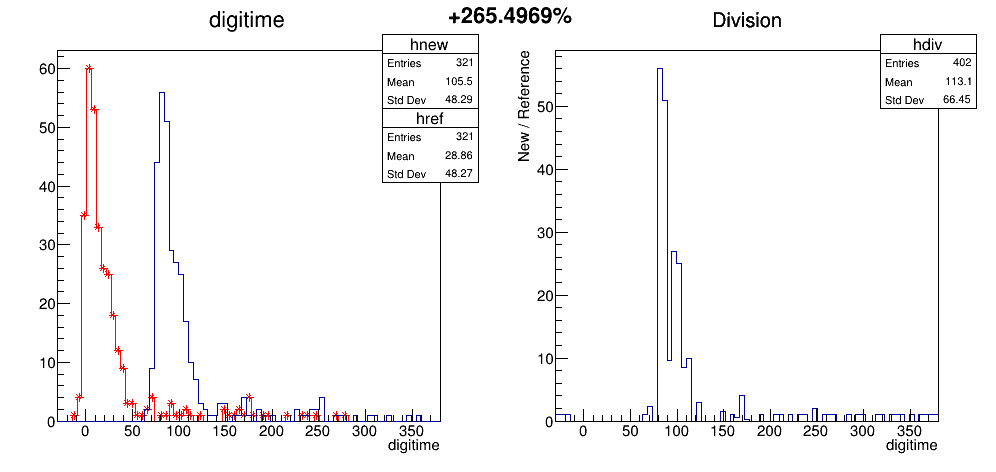 +265.4969%
digitime
hnew
Entries 321
Mean 105.5
Std Dev 48.29
href
Entries 321
Mean 28.86
Std Dev 48.27
60
50
40
30
20
10
0
0 50 100 150 200 250 300 350
digitime
Division
hdiv
Entries 402
Mean 113.1
Std Dev 66.45
New / Reference
50
40
30
20
10
0
0 50 100 150 200 250 300 350
digitime